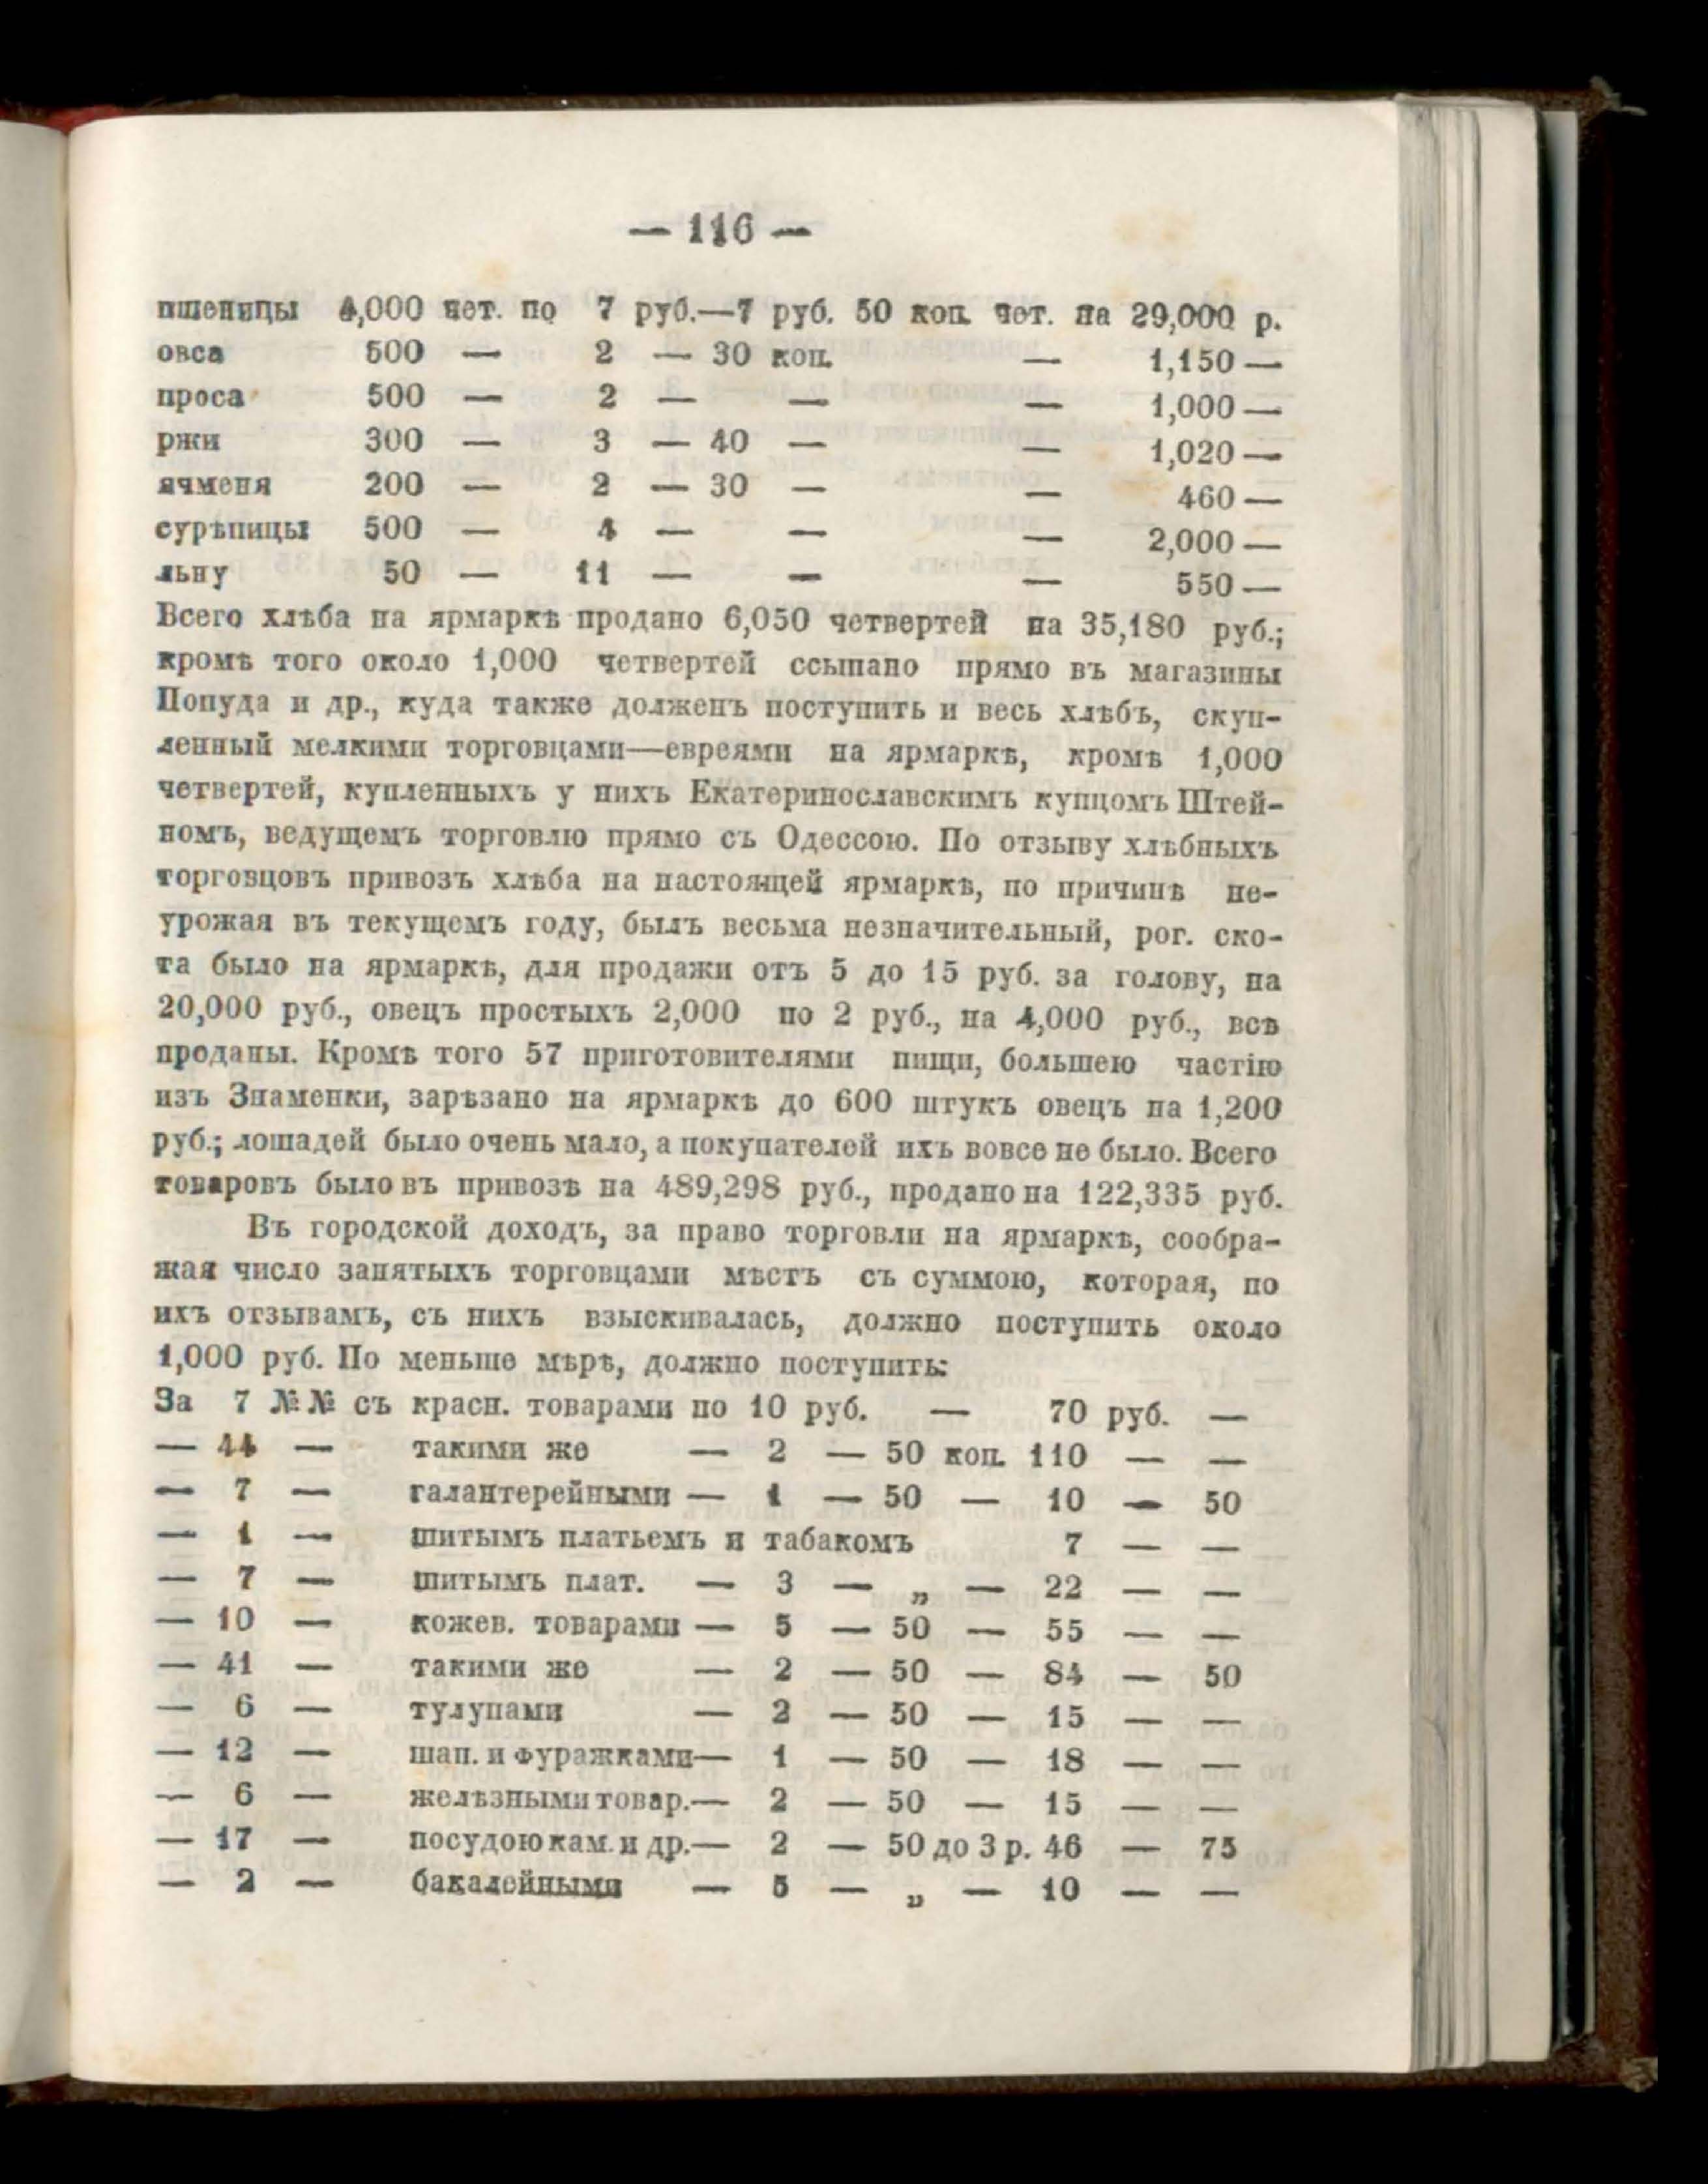 — 116 —
пшеницы 4,000 чет. по 7 руб.—7 руб. 50 коп. чет. на 29,000 р.
овса 500 — 2 — 30 коп. — 1,150 —
проса 500 — 2 — — — 1,000 —
ржи 300 — 3 — 40 — — 1,020 —
ячменя 200 — 2 — 30 — — 460 —
сурѣпицы 500 — 4 — — — 2,000 —
льну 50 — 11 — — — 550 —
Всего хлѣба на ярмаркѣ продано 6,050 четвертей на 35,180 руб.;
кромѣ того около 1,000 четвертей ссыпано прямо въ магазины
Попуда и др., куда также долженъ поступить и весь хлѣбъ, скуп-
ленный мелкими торговцами—евреями на ярмаркѣ, кромѣ 1,000
четвертей, купленныхъ у нихъ Екатеринославскимъ купцомъ Штей-
номъ, ведущемъ торговлю прямо съ Одессою. По отзыву хлѣбныхъ
торговцовъ привозъ хлѣба на настоящей ярмаркѣ, по причинѣ не-
урожая въ текущемъ году, былъ весьма незначительный, рог. ско-
та было на ярмаркѣ, для продажи отъ 5 до 15 руб. за голову, на
20,000 руб., овецъ простыхъ 2,000 по 2 руб., на 4,000 руб., всѣ
проданы. Кромѣ того 57 приготовителями пищи, большею частію
изъ Знаменки, зарѣзано на ярмаркѣ до 600 штукъ овецъ на 1,200
руб.; лошадей было очень мало, а покупателей ихъ вовсе не было. Всего
товаровъ было въ привозѣ на 489,298 руб., продано на 122,335 руб.
Въ городской доходъ, за право торговли на ярмаркѣ, сообра-
жая число занятыхъ торговцами мѣстъ съ суммою, которая, по
ихъ отзывамъ, съ нихъ взыскивалась, должно поступить около
1,000 руб. По меньше мѣрѣ, должно поступить:
За 7 №№ съ красн. товарами по 10 руб. — 70 руб. —
— 44 — такими же — 2 — 50 коп. 110 — —
— 7 — галантерейными — 1 — 50 — 10 — 50
— 1 — шитымъ платьемъ и табакомъ 7 — —
— 7 — шитымъ плат. — 3 — „ — 22 — —
— 10 — кожев. товарами — 5 — 50 — 55 — —
— 41 — такими же — 2 — 50 — 84 — 50
— 6 — тулупами — 2 — 50 — 15 — —
— 12 — шап. и фуражками— 1 — 50 — 18 — —
— 6 — желѣзными товар.— 2 — 50 — 15 — —
— 17 — посудою кам. и др.— 2 — 50 до 3 р. 46 — 75
— 2 — бакалейными — 5 — „ — 10 — —